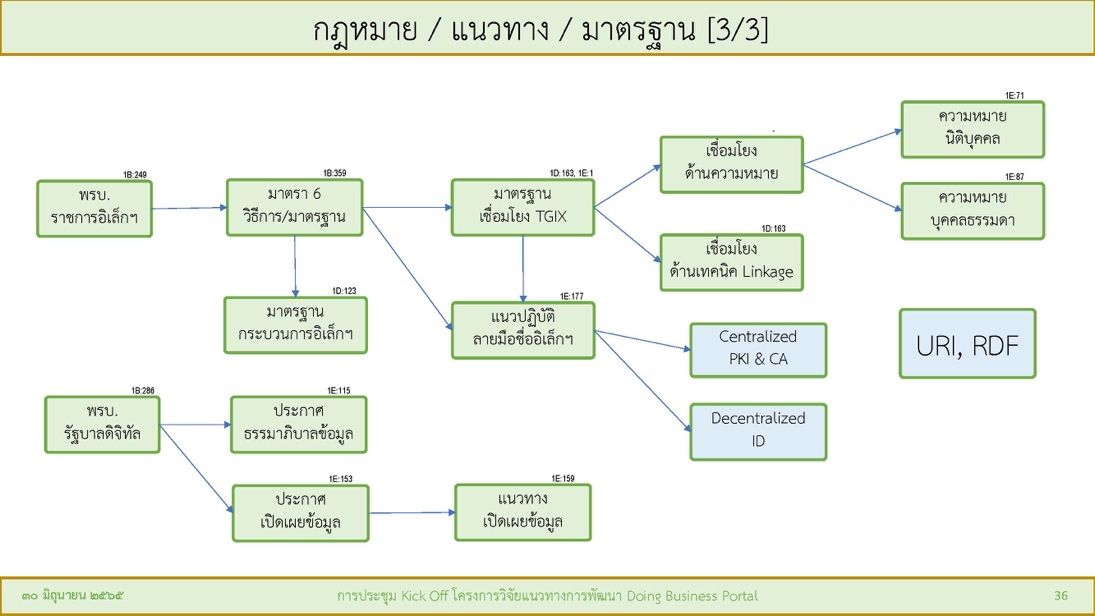 กฎหมาย / แนวทาง / มาตรฐาน [3/3]
1B:249
พรบ.
ราชการอิเล็กฯ
1B:359
มาตรา 6
วิธีการ/มาตรฐาน
1D:163, 1E:1
มาตรฐาน
เชื่อมโยง TGIX
-
เชื่อมโยง
ด้านความหมาย
1E:71
ความหมาย
นิติบุคคล
1E:87
ความหมาย
บุคคลธรรมดา
1D:163
เชื่อมโยง
ด้านเทคนิค Linkage
1D:123
มาตรฐาน
กระบวนการอิเล็กฯ
1E:177
แนวปฏิบัติ
ลายมือชื่ออิเล็กฯ
Centralized
PKI & CA
Decentralized
ID
URI, RDF
1B:286
พรบ.
รัฐบาลดิจิทัล
1E:115
ประกาศ
ธรรมาภิบาลข้อมูล
1E:153
ประกาศ
เปิดเผยข้อมูล
1E:159
แนวทาง
เปิดเผยข้อมูล
๓๐ มิถุนายน ๒๕๖๕
การประชุม Kick Off โครงการวิจัยแนวทางการพัฒนา Doing Business Portal
36